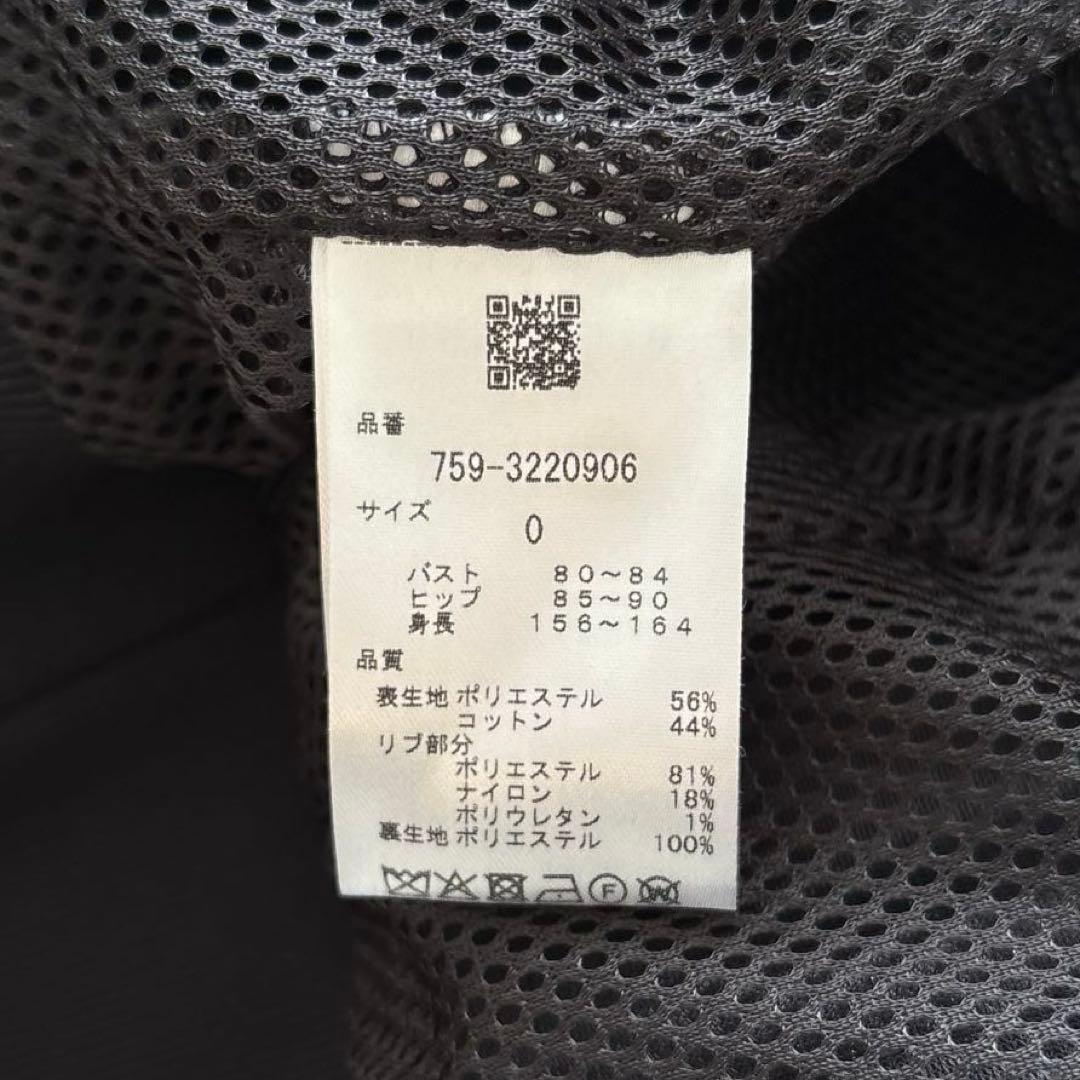 品番
759-3220906
サイズ
0
バスト 80～84
ヒップ 85～90
身長 156～164
品質
表生地 ポリエステル 56%
コットン 44%
リブ部分
ポリエステル 81%
ナイロン 18%
ポリウレタン 1%
裏生地 ポリエステル 100%
F W